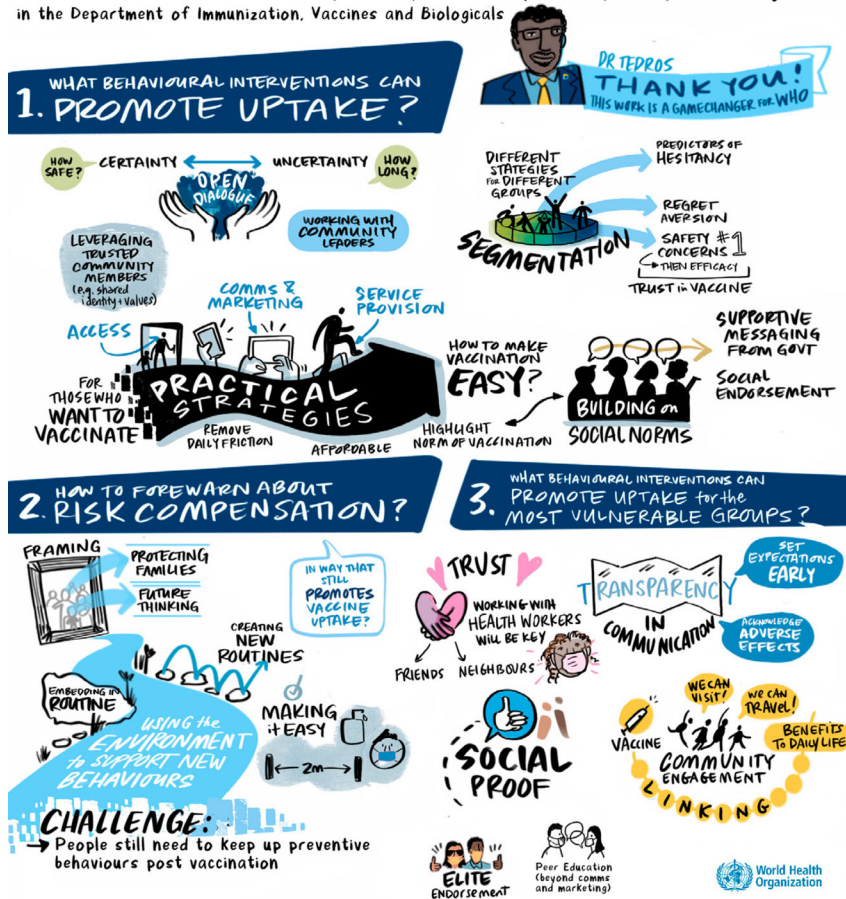 in the Department of Immunization, Vaccines and Biologicals
DR TEDROS
THANK YOU!
THIS WORK IS A GAMECHANGER FOR WHO
1. WHAT BEHAVIOURAL INTERVENTIONS CAN
PROMOTE UPTAKE?
HOW
SAFE?
CERTAINTY
UNCERTAINTY
HOW
LONG?
OPEN
DIALOGUE
WORKING WITH
COMMUNITY
LEADERS
LEVERAGING
TRUSTED
COMMUNITY
MEMBERS
(e.g. shared
identity + values)
DIFFERENT
STATEGIES
FOR DIFFERENT
GROUPS
SEGMENTATION
PREDICTORS OF
HESITANCY
REGRET
AVERSION
SAFETY #1
CONCERNS
THEN EFFICACY
TRUST in VACCINE
ACCESS
COMMS &
MARKETING
SERVICE
PROVISION
FOR
THOSE WHO
WANT TO
VACCINATE
PRACTICAL
STRATEGIES
REMOVE
DAILY FRICTION
AFFORDABLE
HOW TO MAKE
VACCINATION
EASY?
HIGHLIGHT
NORM OF VACCINATION
BUILDING on
SOCIAL NORMS
SUPPORTIVE
MESSAGING
FROM GOVT
SOCIAL
ENDORSEMENT
2. HOW TO FOREWARN ABOUT
RISK COMPENSATION?
FRAMING
PROTECTING
FAMILIES
FUTURE
THINKING
IN WAY THAT
STILL
PROMOTES
VACCINE
UPTAKE?
CREATING
NEW
ROUTINES
EMBEDDING IN
ROUTINE
USING the
ENVIRONMENT
to SUPPORT NEW
BEHAVIOURS
MAKING
it EASY
2m
CHALLENGE:
People still need to keep up preventive
behaviours post vaccination
3. WHAT BEHAVIOURAL INTERVENTIONS CAN
PROMOTE UPTAKE for the
MOST VULNERABLE GROUPS?
TRUST
WORKING WITH
HEALTH WORKERS
WILL BE KEY
FRIENDS
NEIGHBOURS
TRANSPARENCY
IN
COMMUNICATION
SET
EXPECTATIONS
EARLY
ACKNOWLEDGE
ADVERSE
EFFECTS
SOCIAL
PROOF
WE CAN
VISIT!
WE CAN
TRAVEL!
BENEFITS
TO DAILY LIFE
VACCINE
COMMUNITY
ENGAGEMENT
LINKING
ELITE
ENDORSEMENT
Peer Education
(beyond comms
and marketing)
World Health
Organization